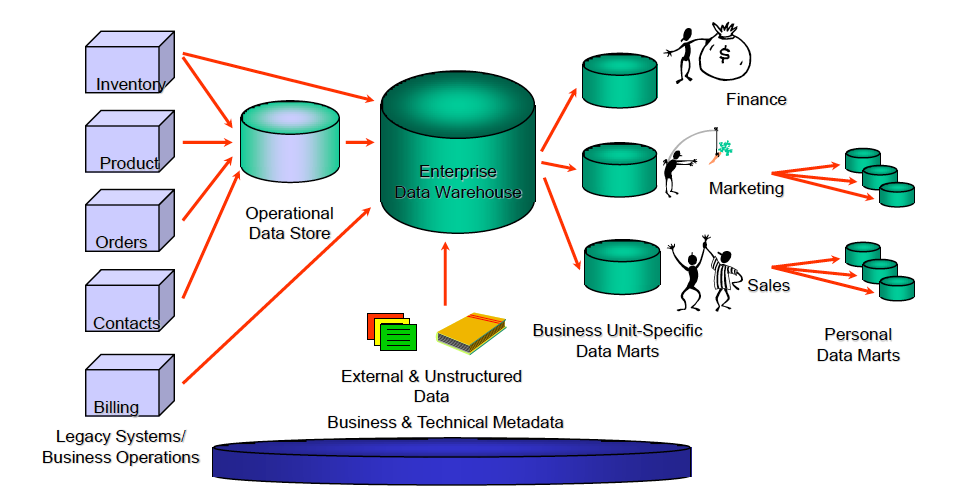 Inventory
Product
Orders
Contacts
Billing
Legacy Systems/
Business Operations
Operational
Data Store
Enterprise
Data Warehouse
External & Unstructured
Data
Business & Technical Metadata
$
Finance
Marketing
Sales
Business Unit-Specific
Data Marts
Personal
Data Marts